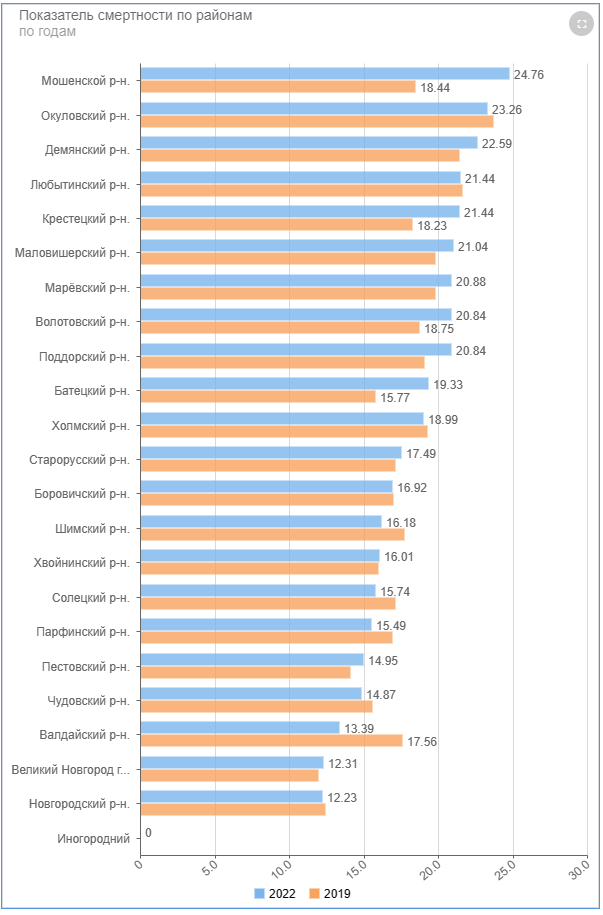 Показатель смертности по районам
по годам
Мошенской р-н.
24.76
18.44
Окуловский р-н.
23.26
Демянский р-н.
22.59
Любытинский р-н.
21.44
Крестецкий р-н.
21.44
18.23
Маловишерский р-н.
21.04
Марёвский р-н.
20.88
Волотовский р-н.
20.84
18.75
Поддорский р-н.
20.84
Батецкий р-н.
19.33
15.77
Холмский р-н.
18.99
Старорусский р-н.
17.49
Боровичский р-н.
16.92
Шимский р-н.
16.18
Хвойнинский р-н.
16.01
Солецкий р-н.
15.74
Парфинский р-н.
15.49
Пестовский р-н.
14.95
Чудовский р-н.
14.87
Валдайский р-н.
13.39
17.56
Великий Новгород г...
12.31
Новгородский р-н.
12.23
Иногородний
0
0 5.0 10.0 15.0 20.0 25.0 30.0
2022 2019